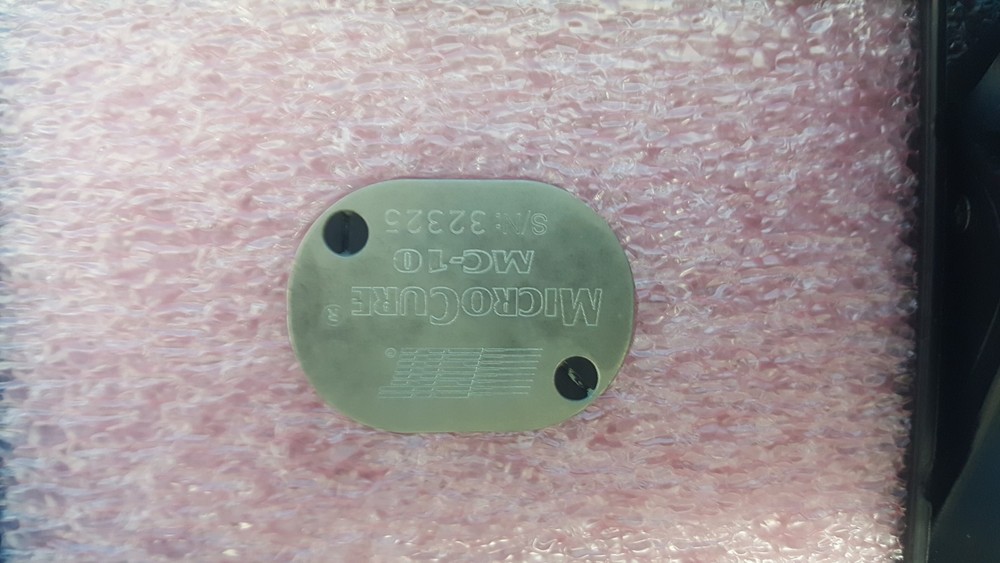 MICROCURE ®
MC-10
S/N: 32325